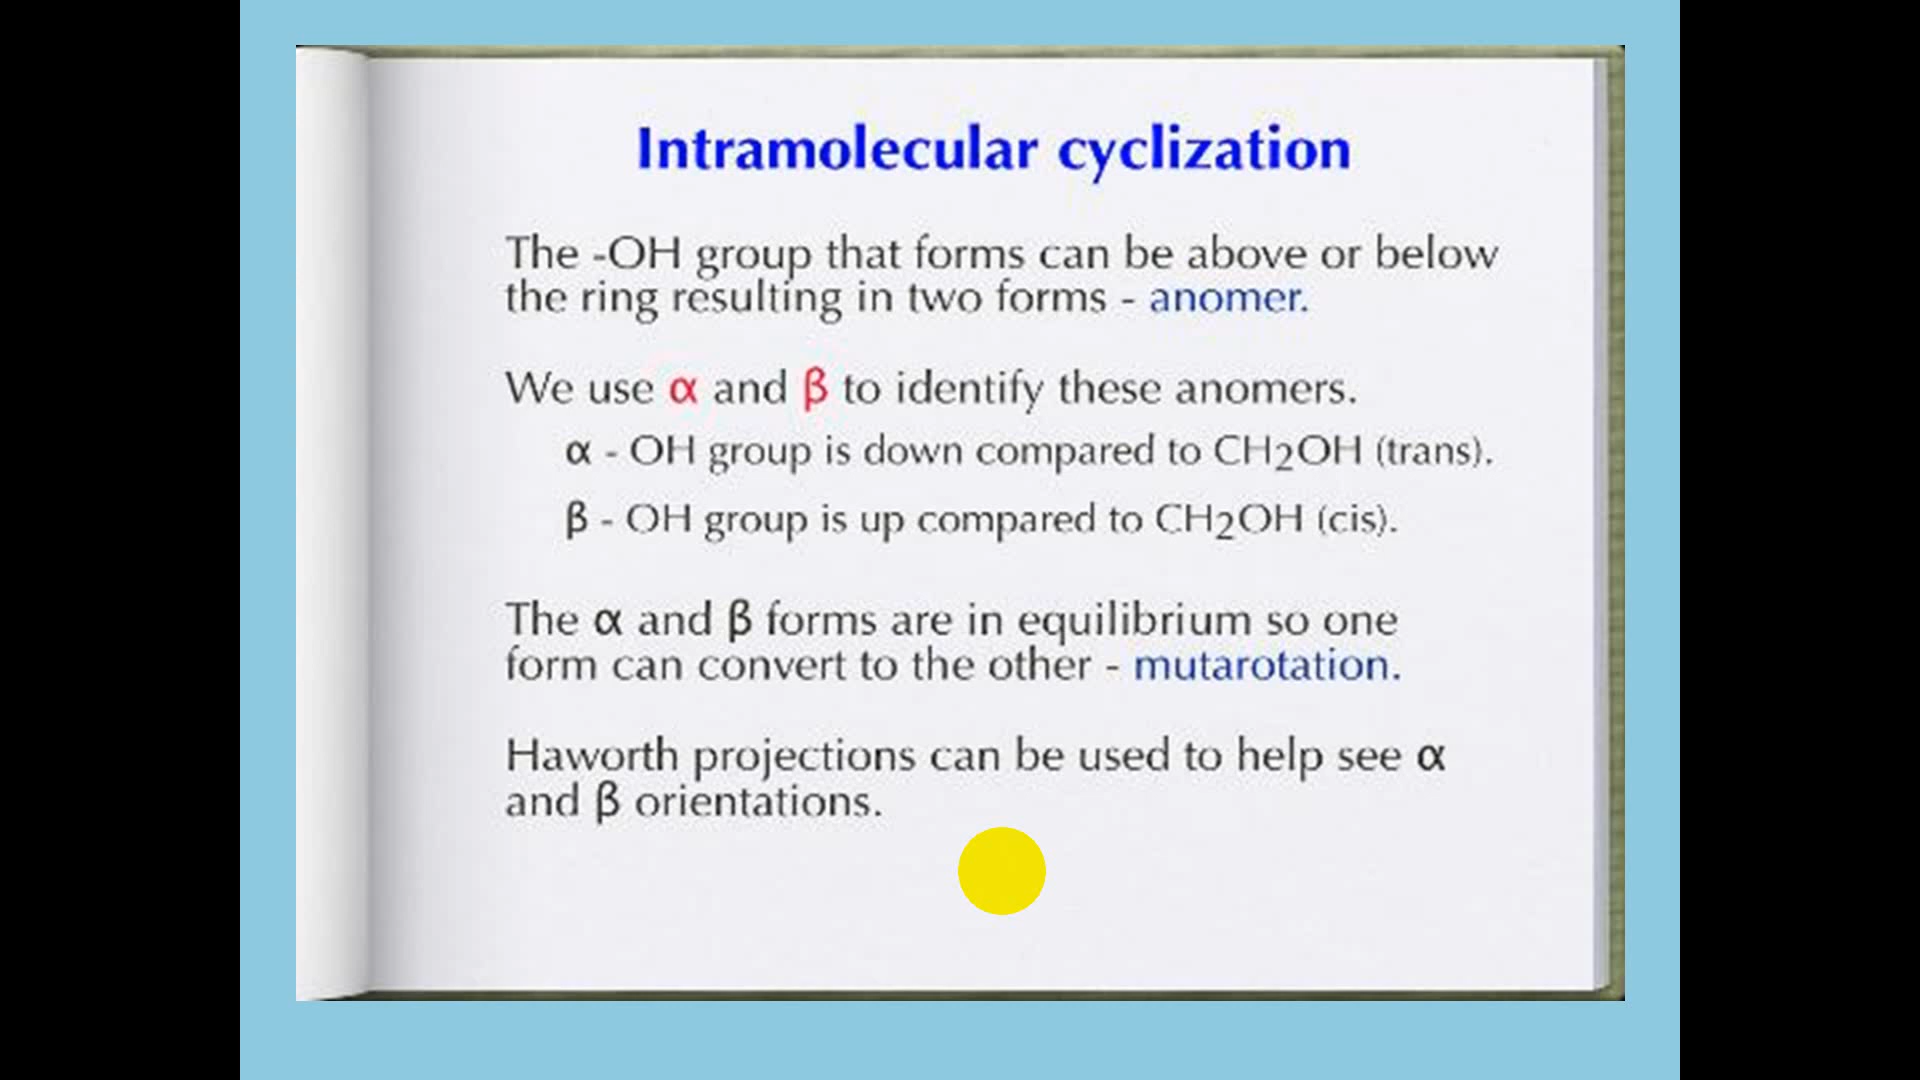 Intramolecular cyclization
The -OH group that forms can be above or below
the ring resulting in two forms - anomer.
We use α and β to identify these anomers.
α - OH group is down compared to CH2OH (trans).
β - OH group is up compared to CH2OH (cis).
The α and β forms are in equilibrium so one
form can convert to the other - mutarotation.
Haworth projections can be used to help see α
and β orientations.